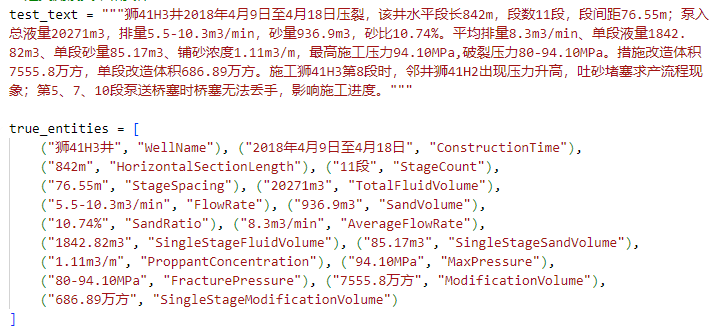 test_text = """狮41H3井2018年4月9日至4月18日压裂，该井水平段长842m，段数11段，段间距76.55m；泵入
总液量20271m3，排量5.5-10.3m3/min，砂量936.9m3，砂比10.74%。平均排量8.3m3/min、单段液量1842.
82m3、单段砂量85.17m3、铺砂浓度1.11m3/m，最高施工压力94.10MPa,破裂压力80-94.10MPa。措施改造体积
7555.8万方，单段改造体积686.89万方。施工狮41H3第8段时，邻井狮41H2出现压力升高，吐砂堵塞求产流程现
象；第5、7、10段泵送桥塞时桥塞无法丢手，影响施工进度。"""
true_entities = [
("狮41H3井", "WellName"), ("2018年4月9日至4月18日", "ConstructionTime"),
("842m", "HorizontalSectionLength"), ("11段", "StageCount"),
("76.55m", "StageSpacing"), ("20271m3", "TotalFluidVolume"),
("5.5-10.3m3/min", "FlowRate"), ("936.9m3", "SandVolume"),
("10.74%", "SandRatio"), ("8.3m3/min", "AverageFlowRate"),
("1842.82m3", "SingleStageFluidVolume"), ("85.17m3", "SingleStageSandVolume"),
("1.11m3/m", "ProppantConcentration"), ("94.10MPa", "MaxPressure"),
("80-94.10MPa", "FracturePressure"), ("7555.8万方", "ModificationVolume"),
("686.89万方", "SingleStageModificationVolume")
]